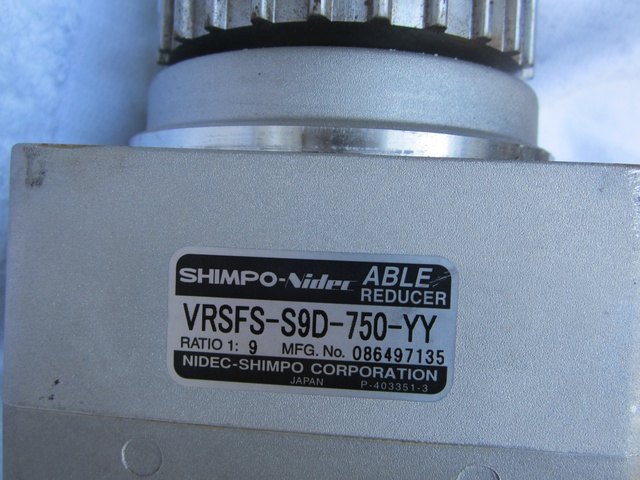 SHIMPO-Nidec ABLE
REDUCER
VRSFS-S9D-750-YY
RATIO 1: 9 MFG. No. 086497135
NIDEC-SHIMPO CORPORATION
JAPAN P-403351-3